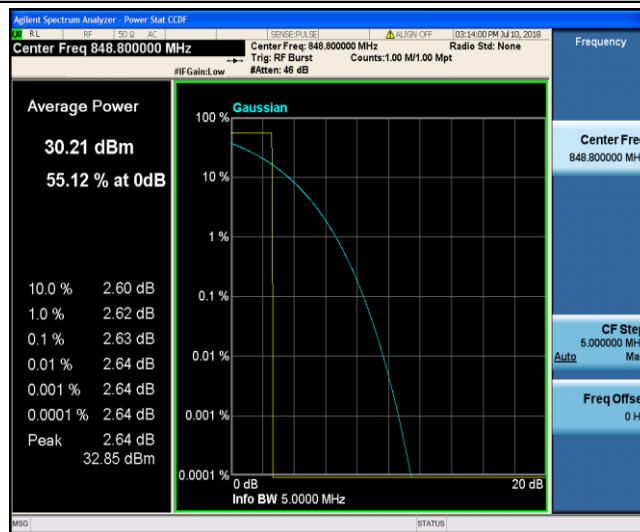 Agilent Spectrum Analyzer - Power Stat CCDF
RL RF 50 Ω AC SENSE:PULSE ALIGN OFF 03:14:00 PM Jul 10, 2018
Center Freq 848.800000 MHz
Center Freq: 848.800000 MHz Radio Std: None
Trig: RF Burst Counts:1.00 M/1.00 Mpt
#IFGain:Low #Atten: 46 dB
Frequency
Average Power
30.21 dBm
55.12 % at 0dB
10.0 % 2.60 dB
1.0 % 2.62 dB
0.1 % 2.63 dB
0.01 % 2.64 dB
0.001 % 2.64 dB
0.0001 % 2.64 dB
Peak 2.64 dB
32.85 dBm
Gaussian
100 %
10 %
1 %
0.1 %
0.01 %
0.001 %
0.0001 %
0 dB 20 dB
Info BW 5.0000 MHz
Center Fre
848.800000 MH
CF Ste
5.000000 MH
Auto Ma
Freq Offse
0 H
MSG STATUS